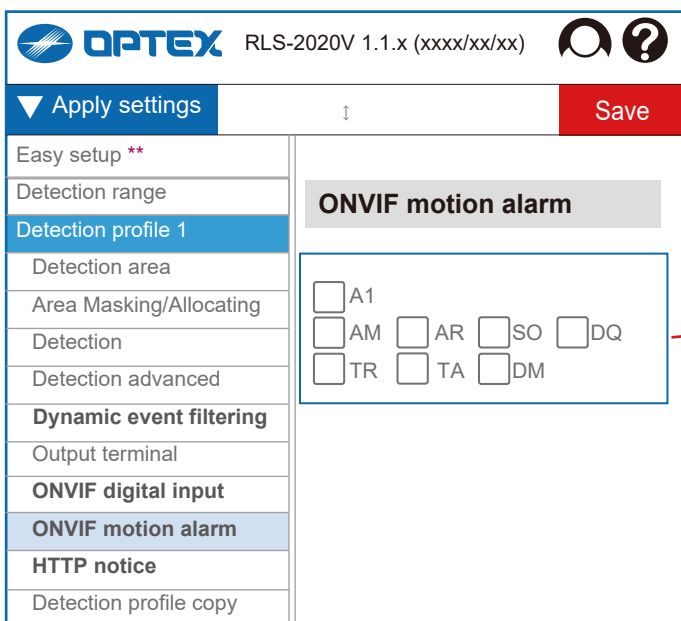 OPTEX RLS-2020V 1.1.x (xxxx/xx/xx) ?
▼ Apply settings ↕ Save
Easy setup **
Detection range
Detection profile 1
Detection area
Area Masking/Allocating
Detection
Detection advanced
Dynamic event filtering
Output terminal
ONVIF digital input
ONVIF motion alarm
HTTP notice
Detection profile copy
ONVIF motion alarm
A1
AM AR SO DQ
TR TA DM